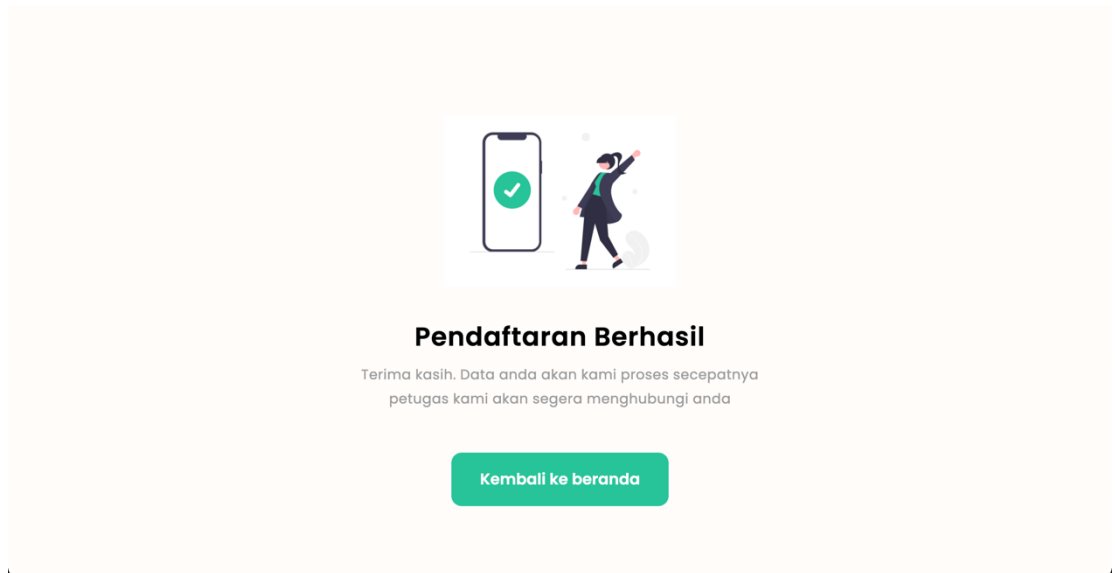 Pendaftaran Berhasil
Terima kasih. Data anda akan kami proses secepatnya
petugas kami akan segera menghubungi anda
Kembali ke beranda